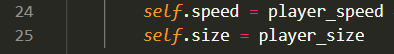 24 self.speed = player_speed
25 self.size = player_size